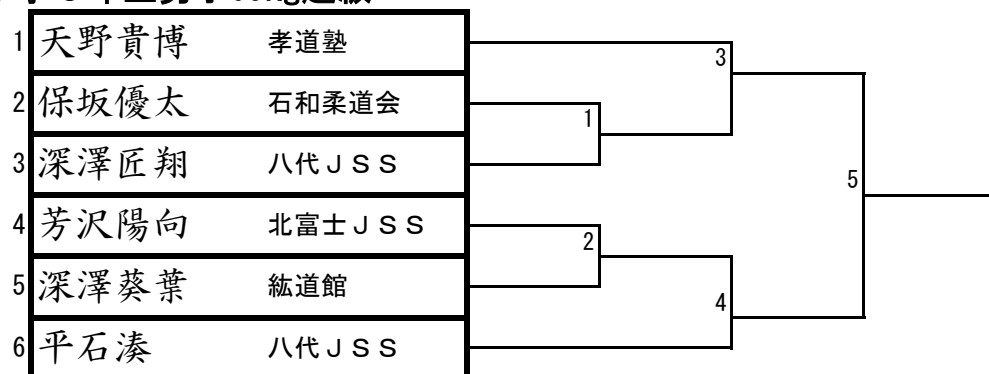 1 天野貴博 孝道塾
2 保坂優太 石和柔道会
3 深澤匠翔 八代ＪＳＳ
4 芳沢陽向 北富士ＪＳＳ
5 深澤葵葉 紘道館
6 平石湊 八代ＪＳＳ
3
1
5
2
4